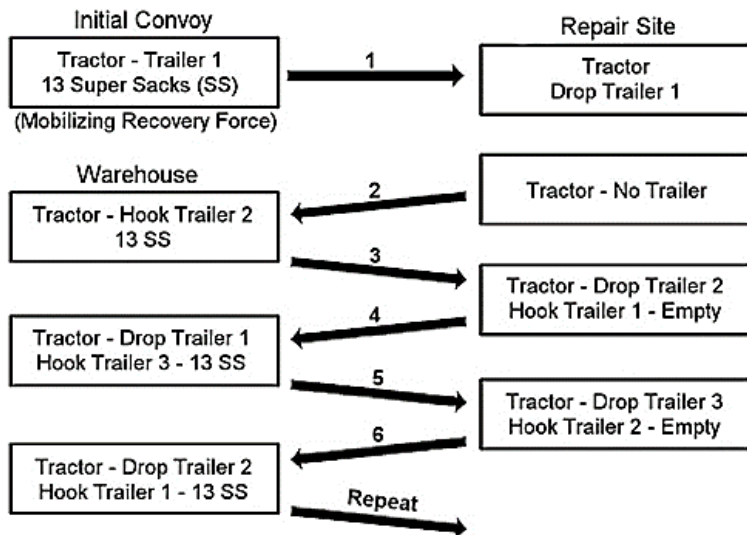 Initial Convoy
Repair Site
Tractor - Trailer 1
13 Super Sacks (SS)
1
Tractor
Drop Trailer 1
(Mobilizing Recovery Force)
Warehouse
Tractor - Hook Trailer 2
13 SS
2
Tractor - No Trailer
3
Tractor - Drop Trailer 2
Hook Trailer 1 - Empty
4
Tractor - Drop Trailer 1
Hook Trailer 3 - 13 SS
5
Tractor - Drop Trailer 3
Hook Trailer 2 - Empty
6
Tractor - Drop Trailer 2
Hook Trailer 1 - 13 SS
Repeat